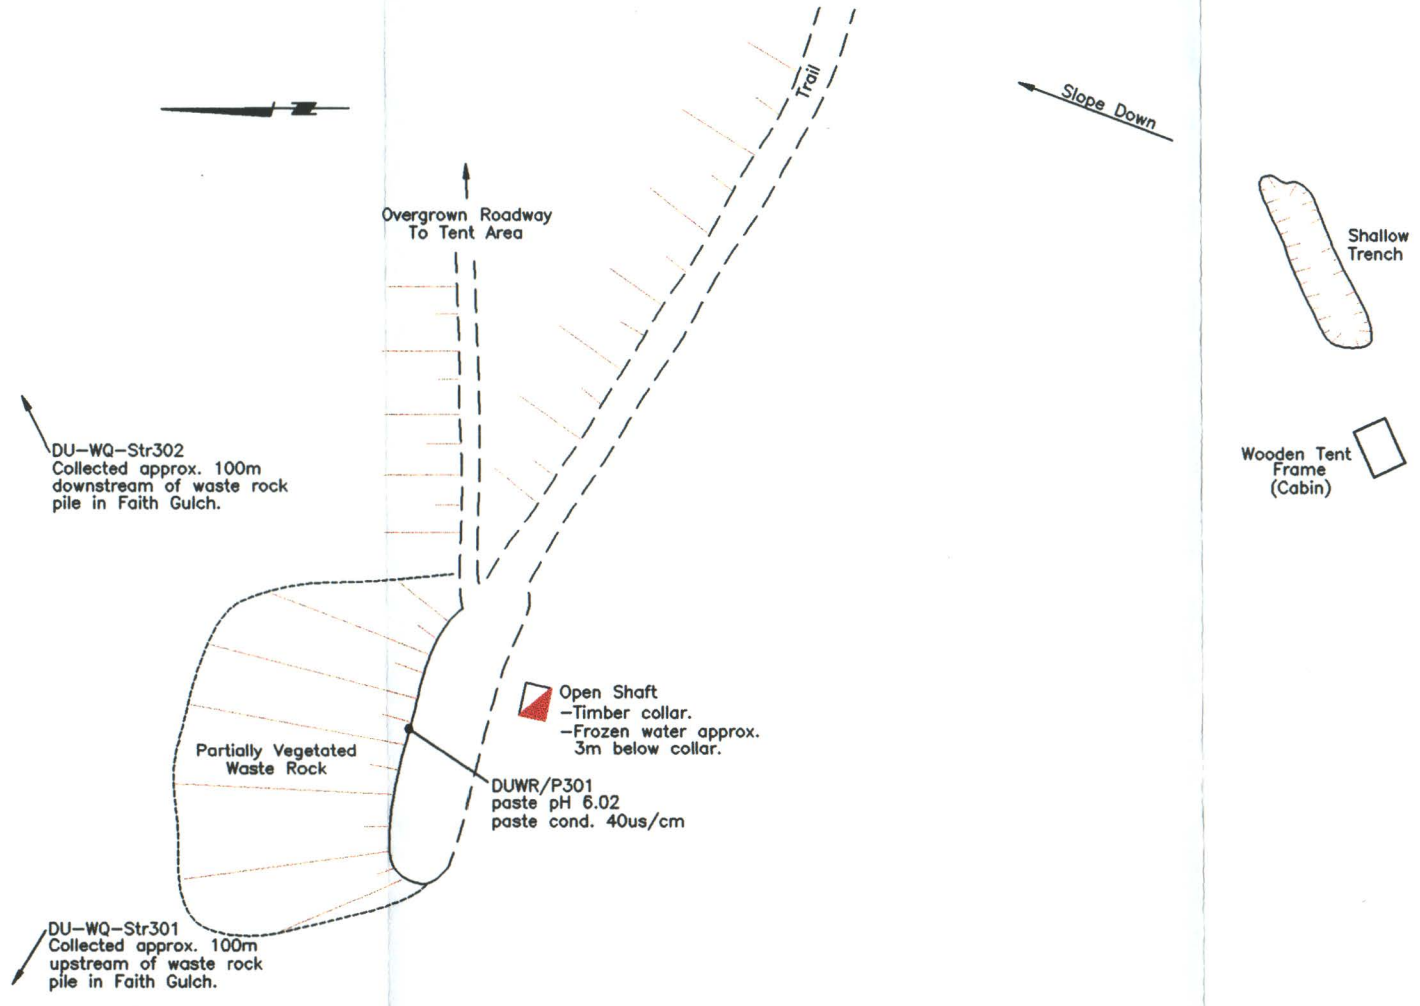 Trail
Slope Down
N
Overgrown Roadway
To Tent Area
Shallow
Trench
DU-WQ-Str302
Collected approx. 100m
downstream of waste rock
pile in Faith Gulch.
Wooden Tent
Frame
(Cabin)
Open Shaft
-Timber collar.
-Frozen water approx.
3m below collar.
Partially Vegetated
Waste Rock
DUWR/P301
paste pH 6.02
paste cond. 40us/cm
DU-WQ-Str301
Collected approx. 100m
upstream of waste rock
pile in Faith Gulch.